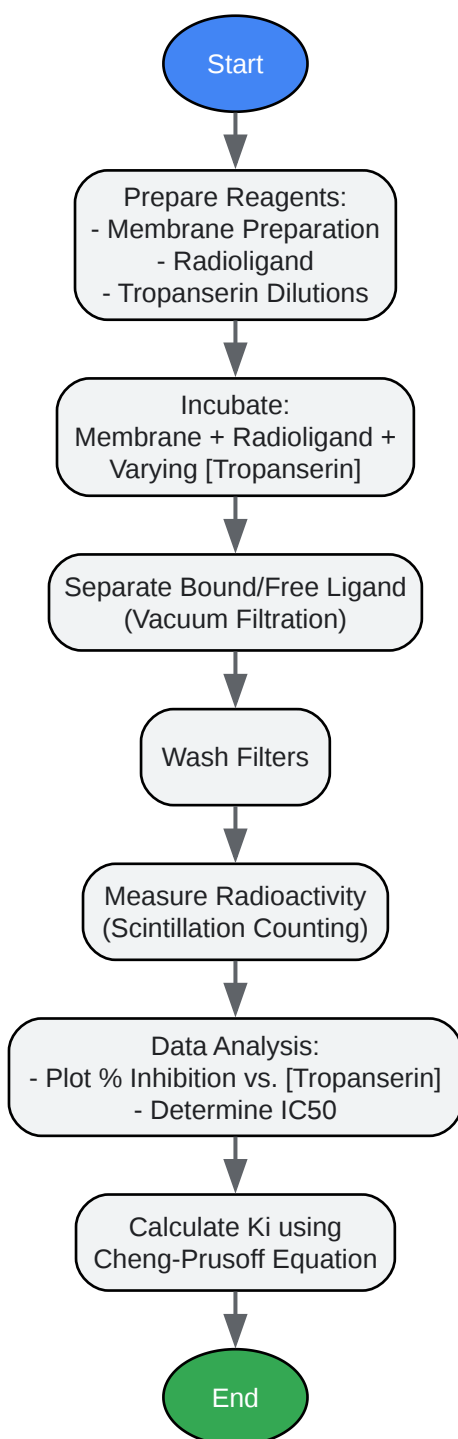 Start
Prepare Reagents:
- Membrane Preparation
- Radioligand
- Tropanserin Dilutions
Incubate:
Membrane + Radioligand +
Varying [Tropanserin]
Separate Bound/Free Ligand
(Vacuum Filtration)
Wash Filters
Measure Radioactivity
(Scintillation Counting)
Data Analysis:
- Plot % Inhibition vs. [Tropanserin]
- Determine IC50
Calculate Ki using
Cheng-Prusoff Equation
End